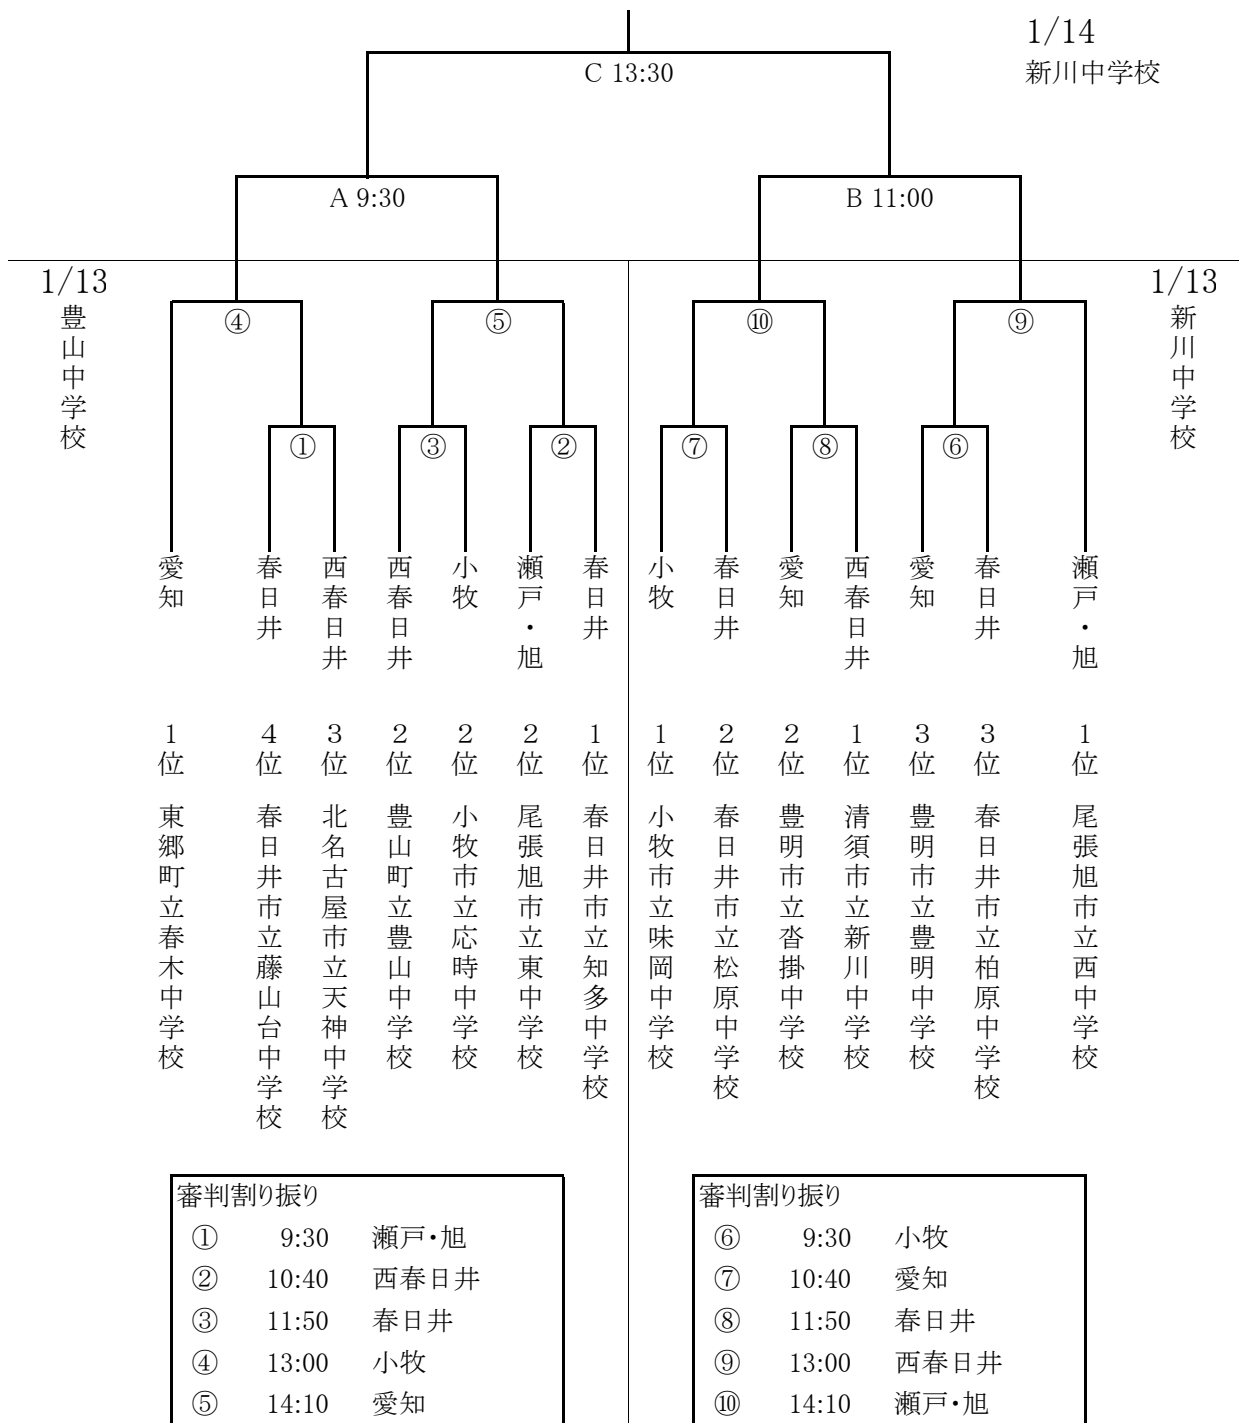 1/14
新川中学校
C 13:30
A 9:30
B 11:00
1/13
豊山中学校
1/13
新川中学校
④
⑤
⑩
⑨
①
③
②
⑦
⑧
⑥
愛知
春日井
西春日井
西春日井
小牧
瀬戸・旭
春日井
小牧
春日井
愛知
西春日井
愛知
春日井
瀬戸・旭
1位 東郷町立春木中学校
4位 春日井市立藤山台中学校
3位 北名古屋市立天神中学校
2位 豊山町立豊山中学校
2位 小牧市立応時中学校
2位 尾張旭市立東中学校
1位 春日井市立知多中学校
1位 小牧市立味岡中学校
2位 春日井市立松原中学校
2位 豊明市立沓掛中学校
1位 清須市立新川中学校
3位 豊明市立豊明中学校
3位 春日井市立柏原中学校
1位 尾張旭市立西中学校
審判割り振り
① 9:30 瀬戸・旭
② 10:40 西春日井
③ 11:50 春日井
④ 13:00 小牧
⑤ 14:10 愛知
審判割り振り
⑥ 9:30 小牧
⑦ 10:40 愛知
⑧ 11:50 春日井
⑨ 13:00 西春日井
⑩ 14:10 瀬戸・旭